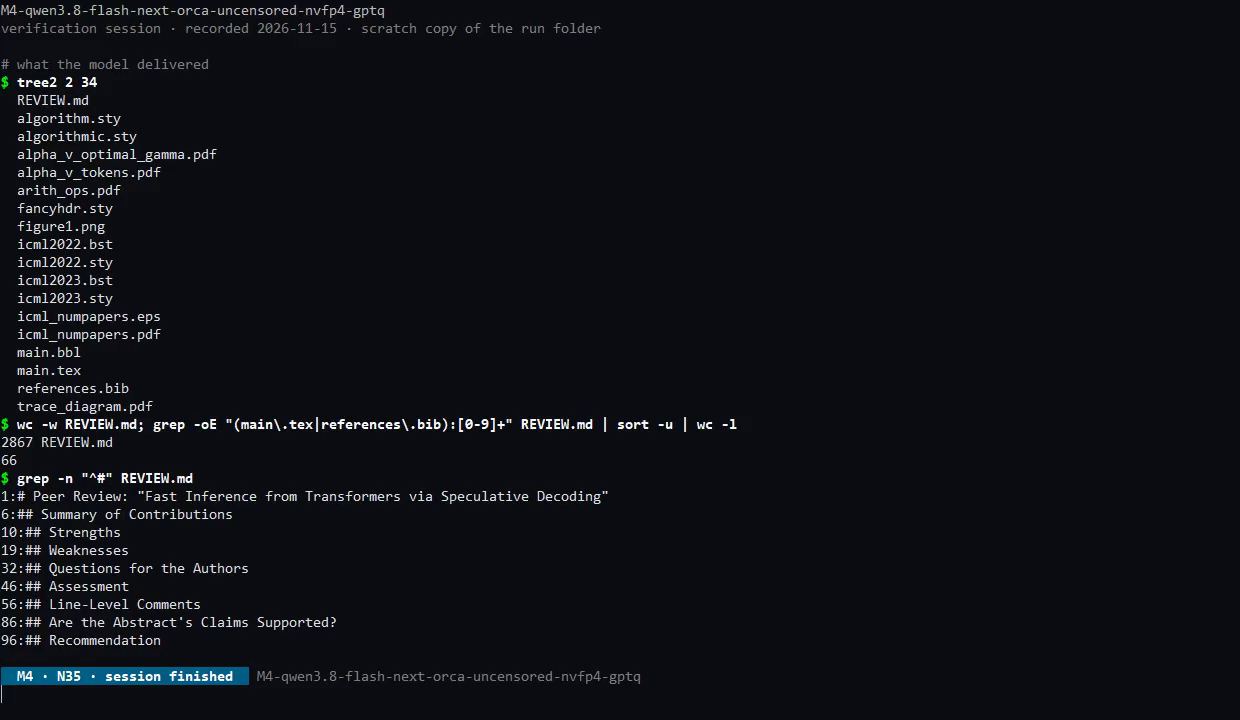 M4-qwen3.8-flash-next-orca-uncensored-nvfp4-gptq
verification session · recorded 2026-11-15 · scratch copy of the run folder
# what the model delivered
$ tree2 2 34
REVIEW.md
algorithm.sty
algorithmic.sty
alpha_v_optimal_gamma.pdf
alpha_v_tokens.pdf
arith_ops.pdf
fancyhdr.sty
figure1.png
icml2022.bst
icml2022.sty
icml2023.bst
icml2023.sty
icml_numpapers.eps
icml_numpapers.pdf
main.bbl
main.tex
references.bib
trace_diagram.pdf
$ wc -w REVIEW.md; grep -oE "(main\.tex|references\.bib):[0-9]+" REVIEW.md | sort -u | wc -l
2867 REVIEW.md
66
$ grep -n "^#" REVIEW.md
1:# Peer Review: "Fast Inference from Transformers via Speculative Decoding"
6:## Summary of Contributions
10:## Strengths
19:## Weaknesses
32:## Questions for the Authors
46:## Assessment
56:## Line-Level Comments
86:## Are the Abstract's Claims Supported?
96:## Recommendation
M4 · N35 · session finished M4-qwen3.8-flash-next-orca-uncensored-nvfp4-gptq